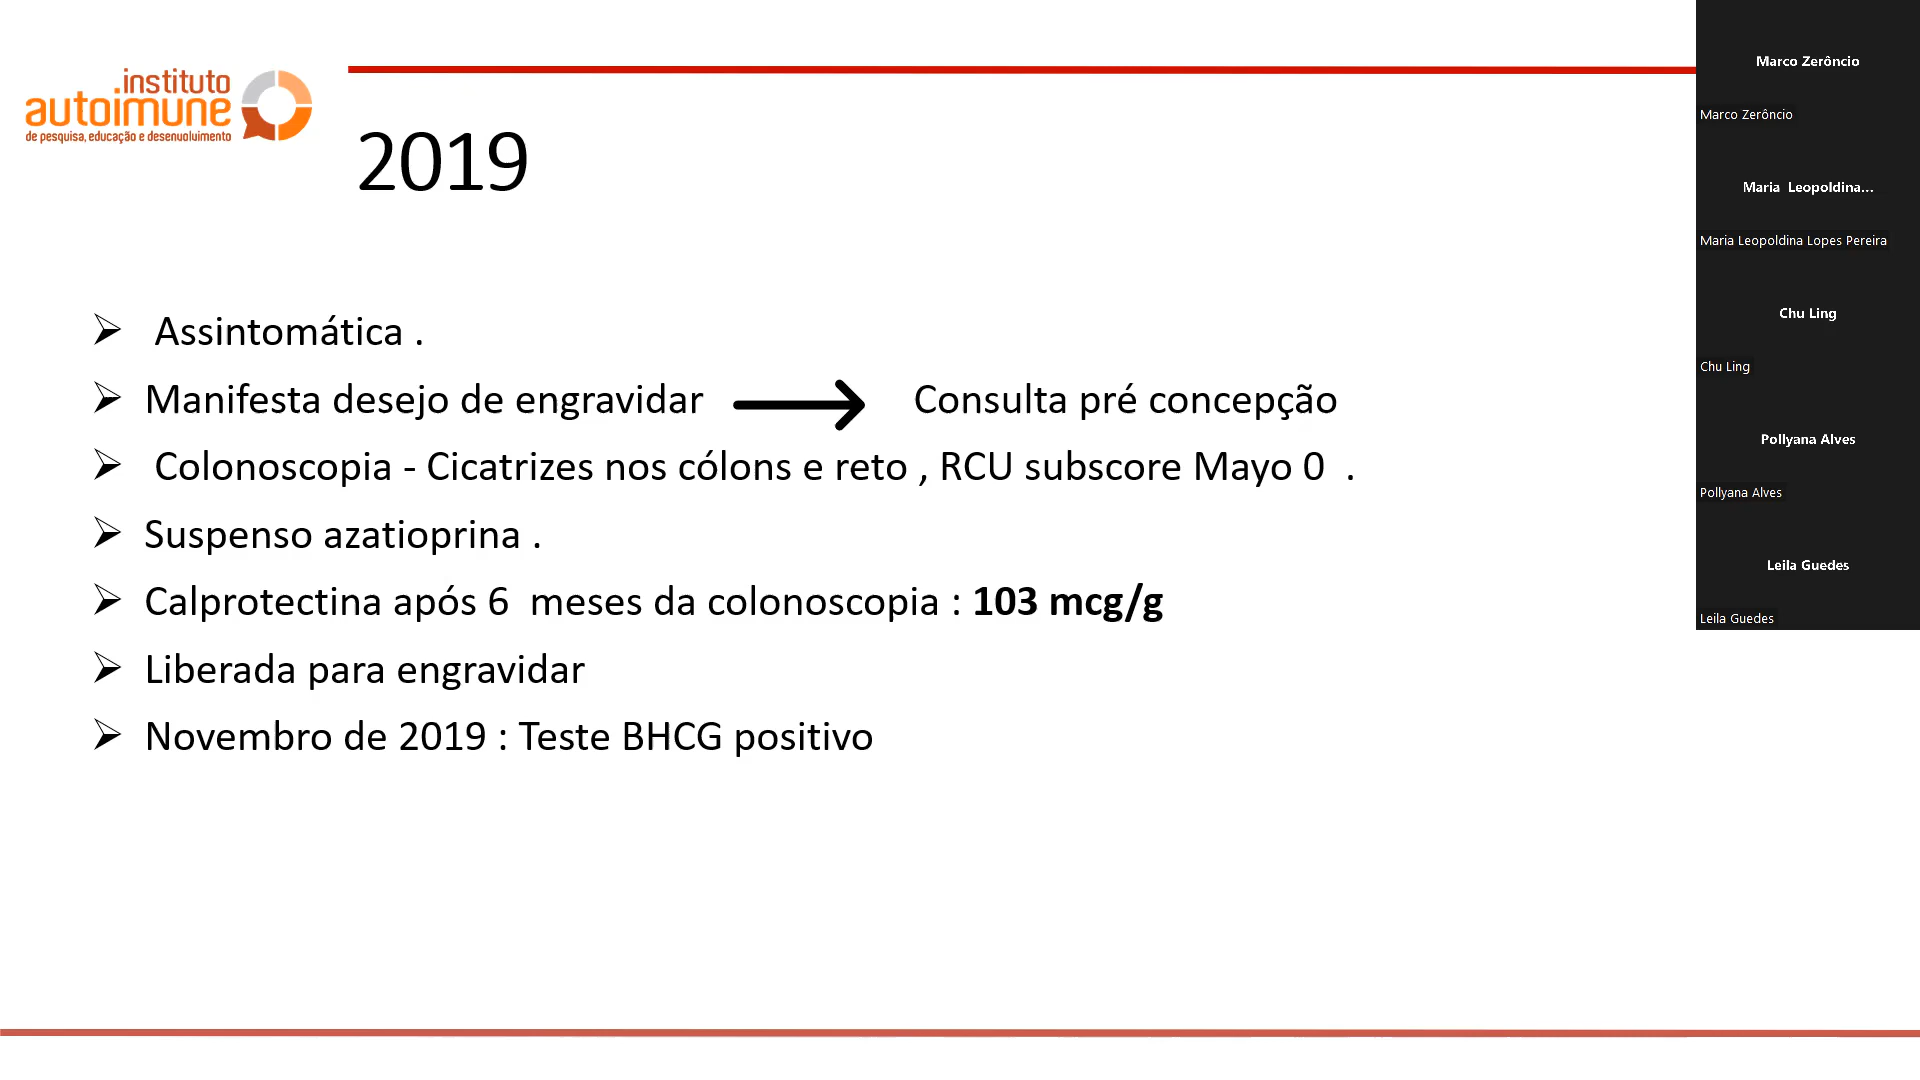 instituto
autoimune
de pesquisa, educação e desenvolvimento
2019
Assintomática .
Manifesta desejo de engravidar Consulta pré concepção
Colonoscopia - Cicatrizes nos cólons e reto , RCU subscore Mayo 0 .
Suspenso azatioprina .
Calprotectina após 6 meses da colonoscopia : 103 mcg/g
Liberada para engravidar
Novembro de 2019 : Teste BHCG positivo
Marco Zerôncio
Marco Zerôncio
Maria Leopoldina...
Maria Leopoldina Lopes Pereira
Chu Ling
Chu Ling
Pollyana Alves
Pollyana Alves
Leila Guedes
Leila Guedes